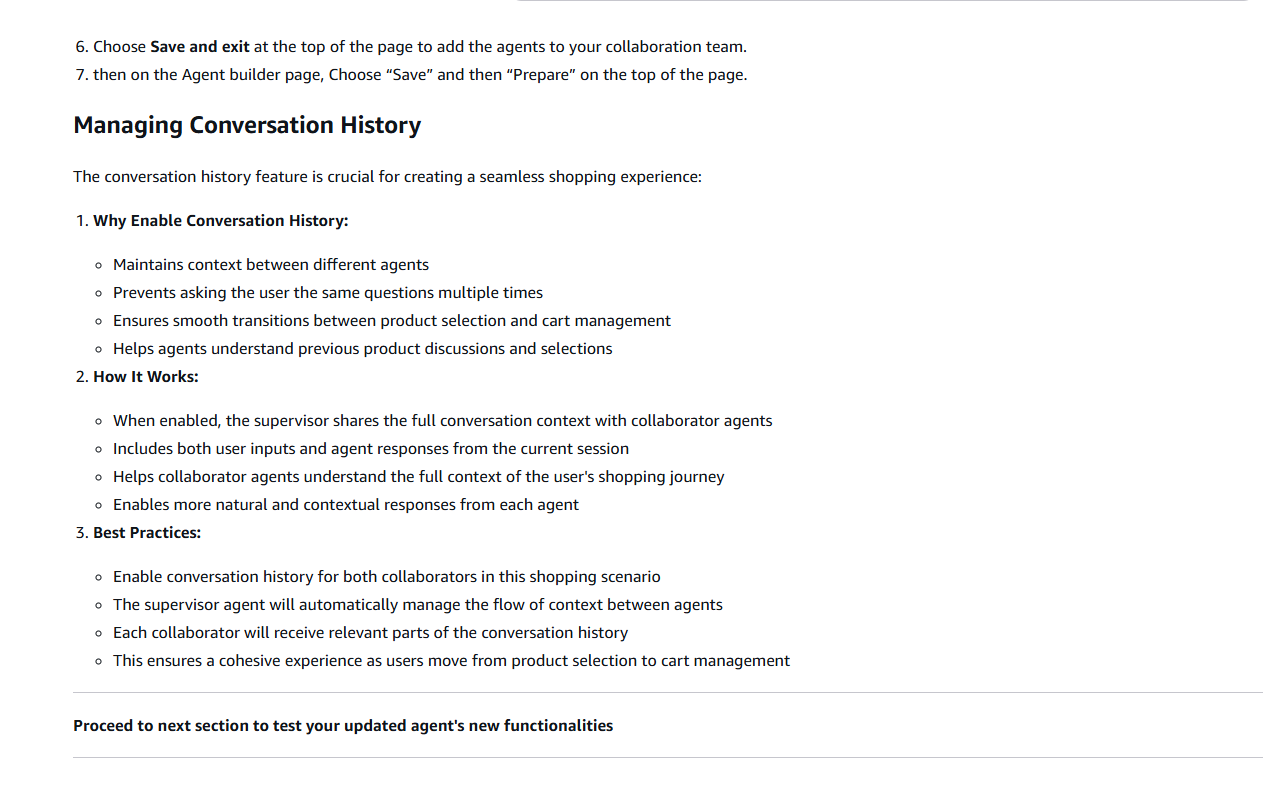 6. Choose Save and exit at the top of the page to add the agents to your collaboration team.
7. then on the Agent builder page, Choose “Save” and then “Prepare” on the top of the page.
Managing Conversation History
The conversation history feature is crucial for creating a seamless shopping experience:
1. Why Enable Conversation History:
Maintains context between different agents
Prevents asking the user the same questions multiple times
Ensures smooth transitions between product selection and cart management
Helps agents understand previous product discussions and selections
2. How It Works:
When enabled, the supervisor shares the full conversation context with collaborator agents
Includes both user inputs and agent responses from the current session
Helps collaborator agents understand the full context of the user's shopping journey
Enables more natural and contextual responses from each agent
3. Best Practices:
Enable conversation history for both collaborators in this shopping scenario
The supervisor agent will automatically manage the flow of context between agents
Each collaborator will receive relevant parts of the conversation history
This ensures a cohesive experience as users move from product selection to cart management
Proceed to next section to test your updated agent's new functionalities